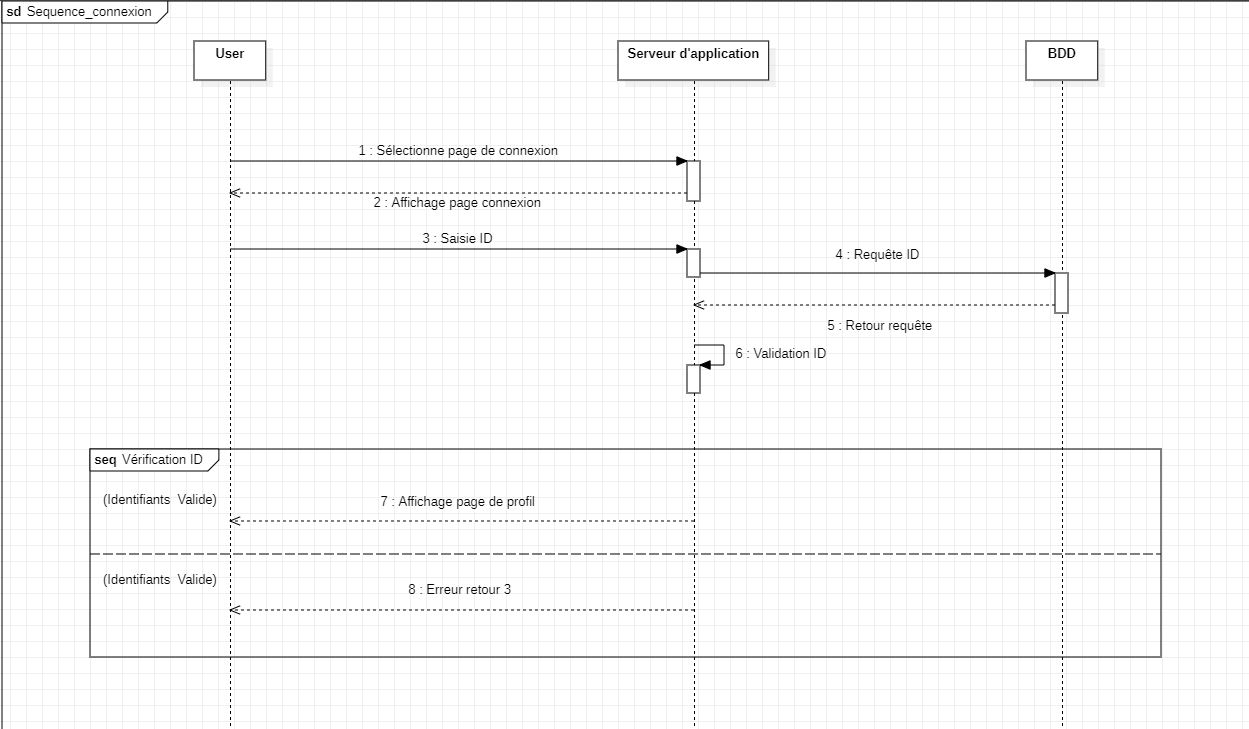 sd Sequence_connexion
User
Serveur d'application
BDD
1 : Sélectionne page de connexion
2 : Affichage page connexion
3 : Saisie ID
4 : Requête ID
5 : Retour requête
6 : Validation ID
seq Vérification ID
(Identifiants Valide)
7 : Affichage page de profil
(Identifiants Valide)
8 : Erreur retour 3